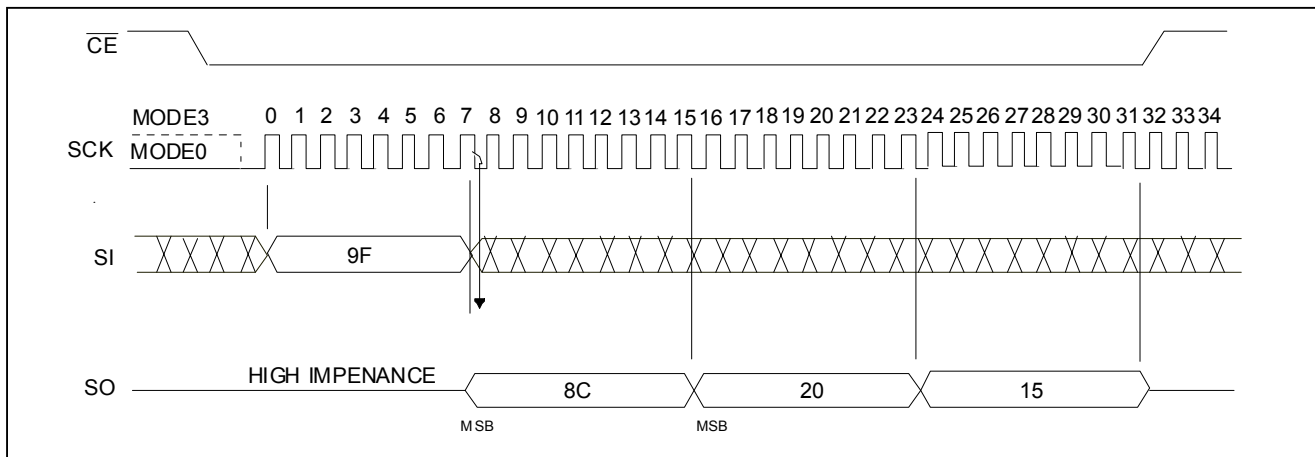 CE
MODE3 0 1 2 3 4 5 6 7 8 9 10 11 12 13 14 15 16 17 18 19 20 21 22 23 24 25 26 27 28 29 30 31 32 33 34
SCK MODE0
SI 9F
SO HIGH IMPENANCE 8C 20 15
MSB MSB